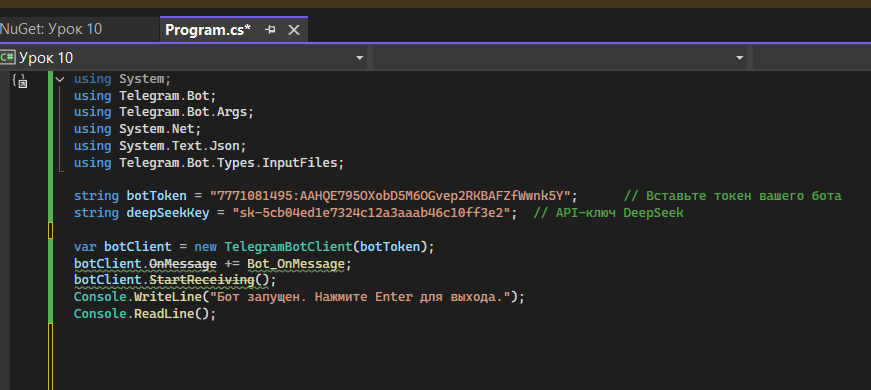 NuGet: Урок 10
Program.cs*
C# Урок 10
using System;
using Telegram.Bot;
using Telegram.Bot.Args;
using System.Net;
using System.Text.Json;
using Telegram.Bot.Types.InputFiles;
string botToken = "7771081495:AAHQE795OXobD5M6OGvep2RKBAFZfWwnk5Y"; // Вставьте токен вашего бота
string deepSeekKey = "sk-5cb04ed1e7324c12a3aaab46c10ff3e2"; // API-ключ DeepSeek
var botClient = new TelegramBotClient(botToken);
botClient.OnMessage += Bot_OnMessage;
botClient.StartReceiving();
Console.WriteLine("Бот запущен. Нажмите Enter для выхода.");
Console.ReadLine();